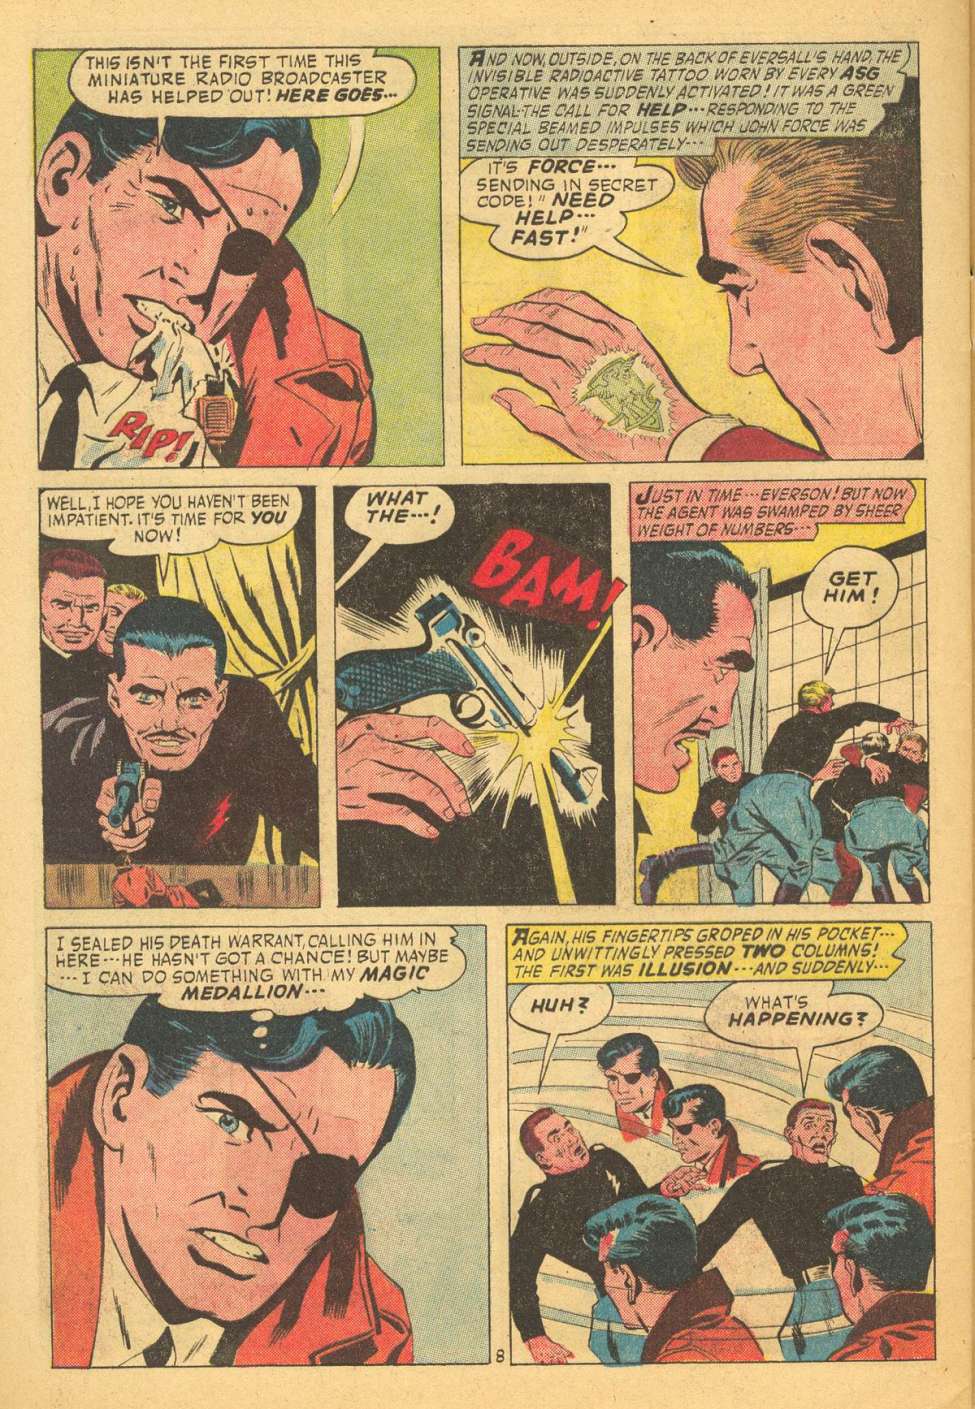 THIS ISN'T THE FIRST TIME THIS
MINIATURE RADIO BROADCASTER
HAS HELPED OUT! HERE GOES---
RIP!
AND NOW, OUTSIDE, ON THE BACK OF EVERSALL'S HAND, THE
INVISIBLE RADIOACTIVE TATTOO WORN BY EVERY ASG
OPERATIVE WAS SUDDENLY ACTIVATED! IT WAS A GREEN
SIGNAL-THE CALL FOR HELP---RESPONDING TO THE
SPECIAL BEAMED IMPULSES WHICH JOHN FORCE WAS
SENDING OUT DESPERATELY---
IT'S FORCE---
SENDING IN SECRET
CODE! "NEED
HELP---
FAST!"
WELL, I HOPE YOU HAVEN'T BEEN
IMPATIENT. IT'S TIME FOR YOU
NOW!
WHAT
THE---!
BAM!
JUST IN TIME---EVERSON! BUT NOW
THE AGENT WAS SWAMPED BY SHEER
WEIGHT OF NUMBERS---
GET
HIM!
I SEALED HIS DEATH WARRANT, CALLING HIM IN
HERE---HE HASN'T GOT A CHANCE! BUT MAYBE
---I CAN DO SOMETHING WITH MY MAGIC
MEDALLION---
AGAIN, HIS FINGERTIPS GROPED IN HIS POCKET---
AND UNWITTINGLY PRESSED TWO COLUMNS!
THE FIRST WAS ILLUSION---AND SUDDENLY---
HUH?
WHAT'S
HAPPENING?
8